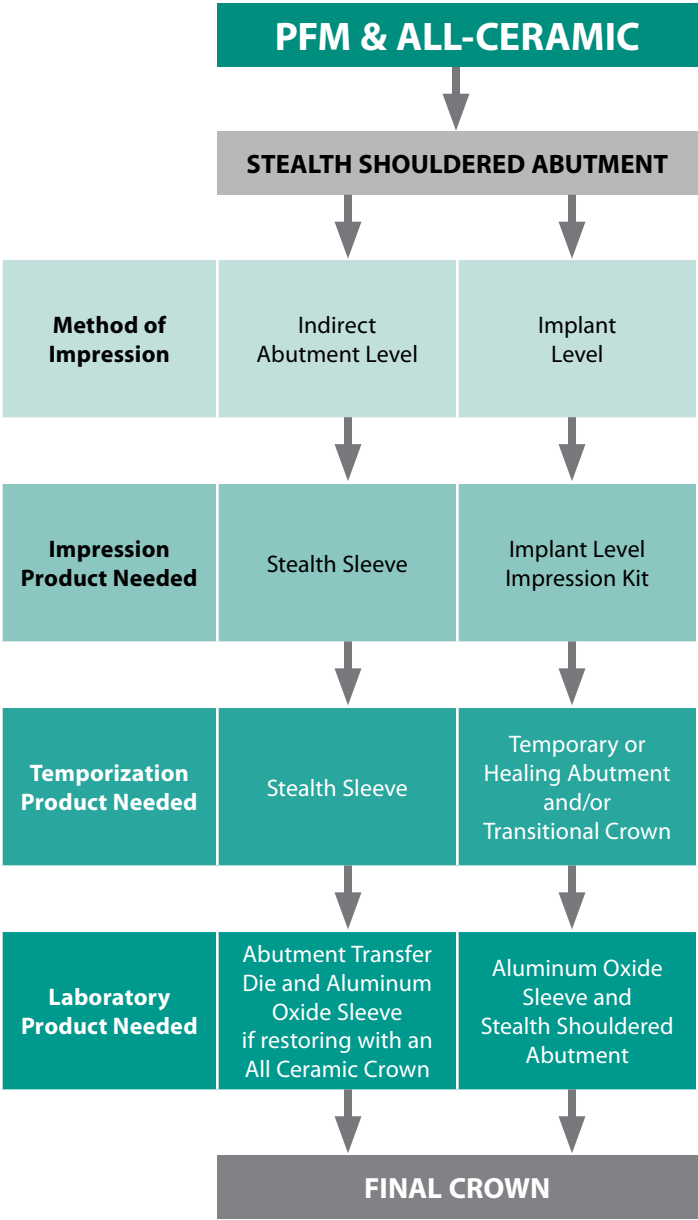 PFM & ALL-CERAMIC
STEALTH SHOULDERED ABUTMENT
Method of
Impression
Indirect
Abutment Level
Implant
Level
Impression
Product Needed
Stealth Sleeve
Implant Level
Impression Kit
Temporization
Product Needed
Stealth Sleeve
Temporary or
Healing Abutment
and/or
Transitional Crown
Laboratory
Product Needed
Abutment Transfer
Die and Aluminum
Oxide Sleeve
if restoring with an
All Ceramic Crown
Aluminum Oxide
Sleeve and
Stealth Shouldered
Abutment
FINAL CROWN